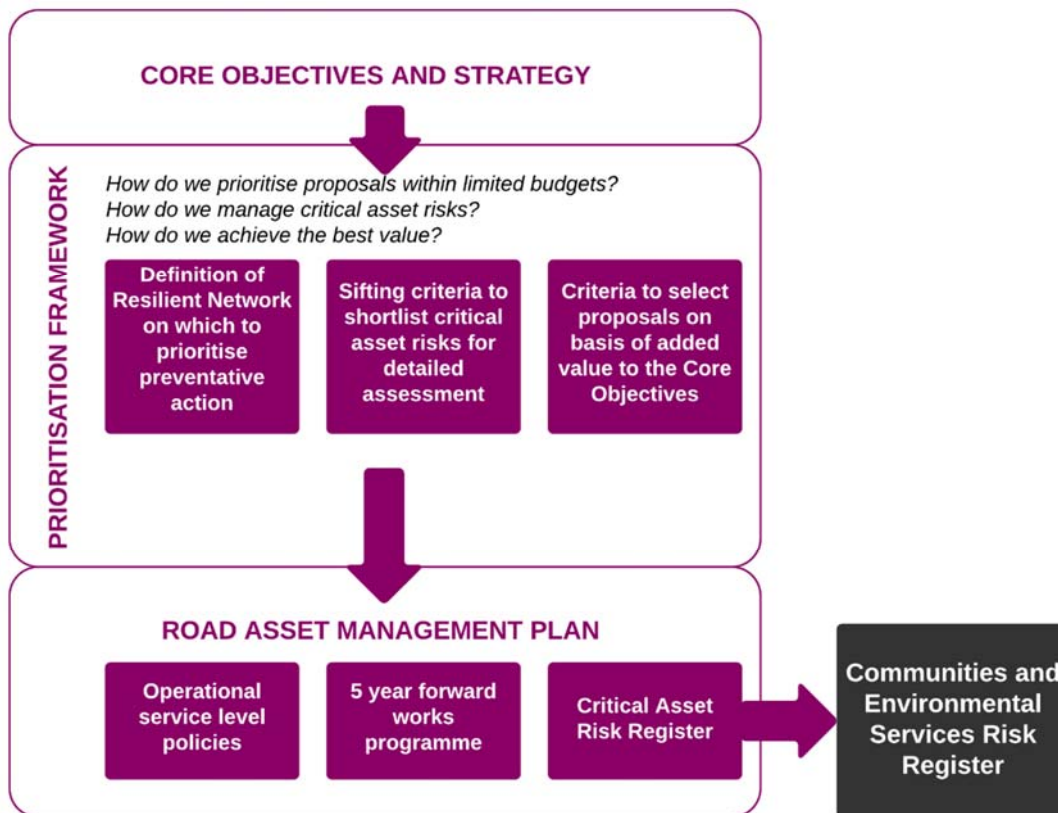 CORE OBJECTIVES AND STRATEGY
PRIORITISATION FRAMEWORK
How do we prioritise proposals within limited budgets?
How do we manage critical asset risks?
How do we achieve the best value?
Definition of
Resilient Network
on which to
prioritise
preventative
action
Sifting criteria to
shortlist critical
asset risks for
detailed
assessment
Criteria to select
proposals on
basis of added
value to the Core
Objectives
ROAD ASSET MANAGEMENT PLAN
Operational
service level
policies
5 year forward
works
programme
Critical Asset
Risk Register
Communities and
Environmental
Services Risk
Register